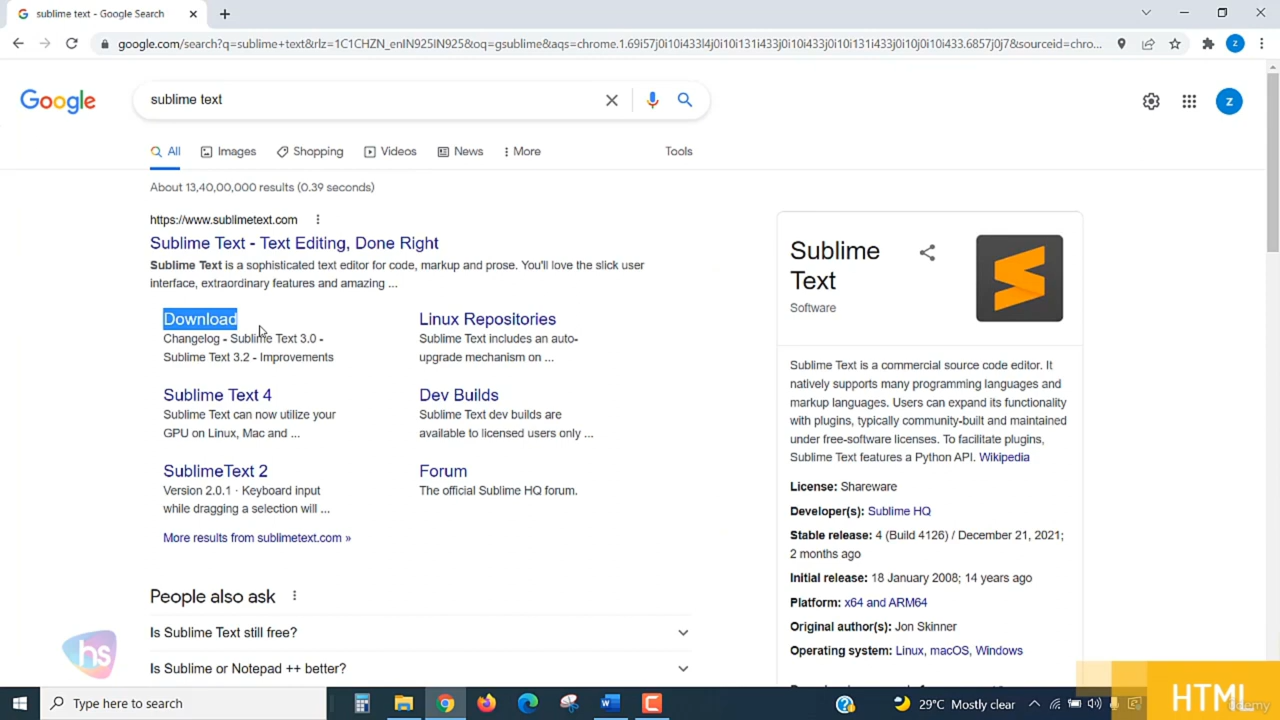 sublime text - Google Search
google.com/search?q=sublime+text&rlz=1C1CHZN_enIN925IN925&oq=gsublime&aqs=chrome.1.69i57j0i10i433l4j0i10i131i433j0i10i433j0i10i131i433j0i10j0i10i433.6857j0j7&sourceid=chro...
Z
Google
sublime text
Z
All
Images
Shopping
Videos
News
More
Tools
About 13,40,00,000 results (0.39 seconds)
https://www.sublimetext.com
Sublime Text - Text Editing, Done Right
Sublime Text is a sophisticated text editor for code, markup and prose. You'll love the slick user
interface, extraordinary features and amazing ...
Download
Changelog - Sublime Text 3.0 -
Sublime Text 3.2 - Improvements
Linux Repositories
Sublime Text includes an auto-
upgrade mechanism on ...
Sublime Text 4
Sublime Text can now utilize your
GPU on Linux, Mac and ...
Dev Builds
Sublime Text dev builds are
available to licensed users only ...
SublimeText 2
Version 2.0.1 · Keyboard input
while dragging a selection will ...
Forum
The official Sublime HQ forum.
More results from sublimetext.com »
People also ask
Is Sublime Text still free?
Is Sublime or Notepad ++ better?
Sublime
Text
Software
Sublime Text is a commercial source code editor. It
natively supports many programming languages and
markup languages. Users can expand its functionality
with plugins, typically community-built and maintained
under free-software licenses. To facilitate plugins,
Sublime Text features a Python API. Wikipedia
License: Shareware
Developer(s): Sublime HQ
Stable release: 4 (Build 4126) / December 21, 2021;
2 months ago
Initial release: 18 January 2008; 14 years ago
Platform: x64 and ARM64
Original author(s): Jon Skinner
Operating system: Linux, macOS, Windows
hs
Type here to search
29°C Mostly clear
HTML
Udemy